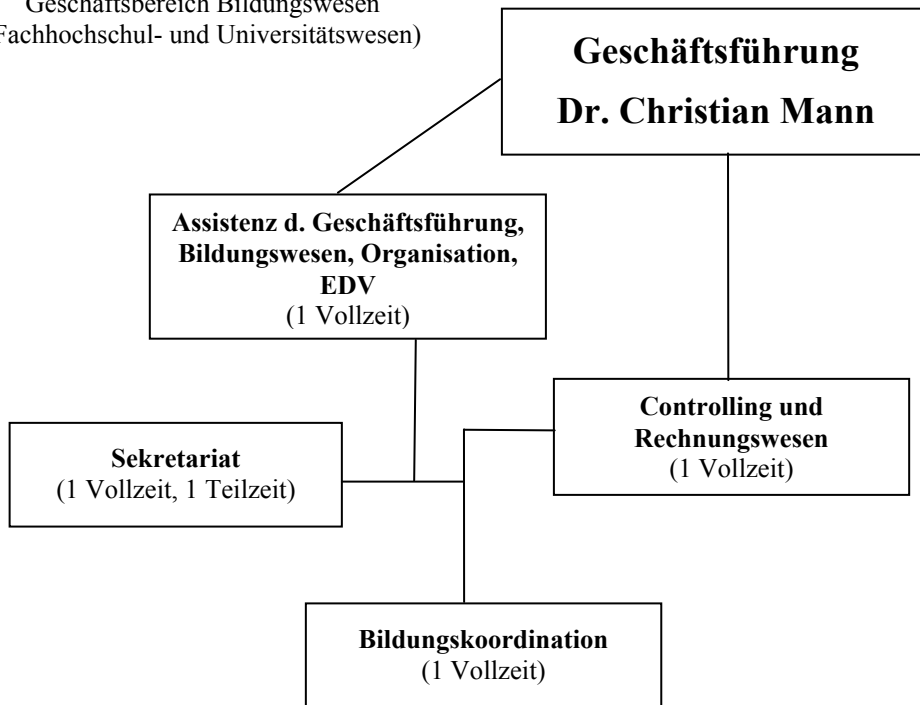 Geschäftsbereich Bildungswesen
Fachhochschul- und Universitätswesen)
Geschäftsführung
Dr. Christian Mann
Assistenz d. Geschäftsführung,
Bildungswesen, Organisation,
EDV
(1 Vollzeit)
Controlling und
Rechnungswesen
(1 Vollzeit)
Sekretariat
(1 Vollzeit, 1 Teilzeit)
Bildungskoordination
(1 Vollzeit)